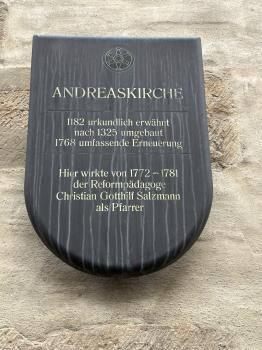 ANDREASKIRCHE
1182 urkundlich erwähnt
nach 1325 umgebaut
1768 umfassende Erneuerung
Hier wirkte von 1772 – 1781
der Reformpädagoge
Christian Gotthilf Salzmann
als Pfarrer